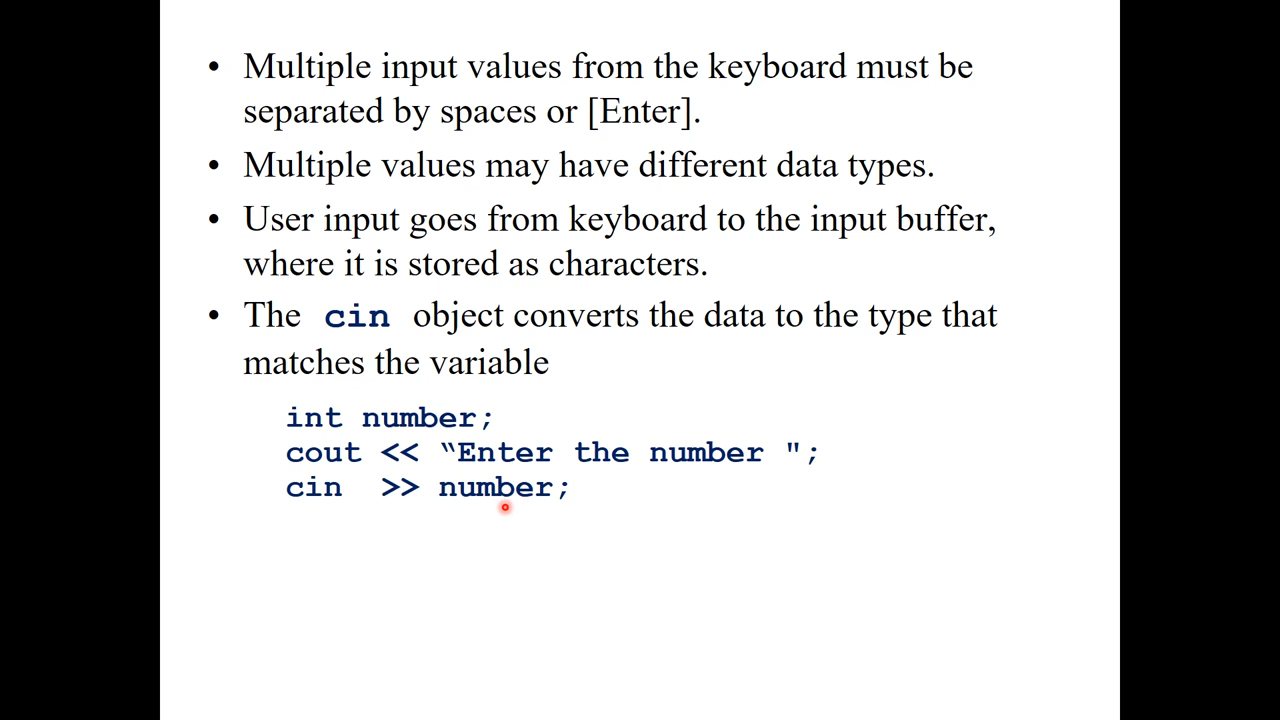 • Multiple input values from the keyboard must be
separated by spaces or [Enter].
• Multiple values may have different data types.
• User input goes from keyboard to the input buffer,
where it is stored as characters.
• The cin object converts the data to the type that
matches the variable
int number;
cout << “Enter the number ";
cin  >> number;